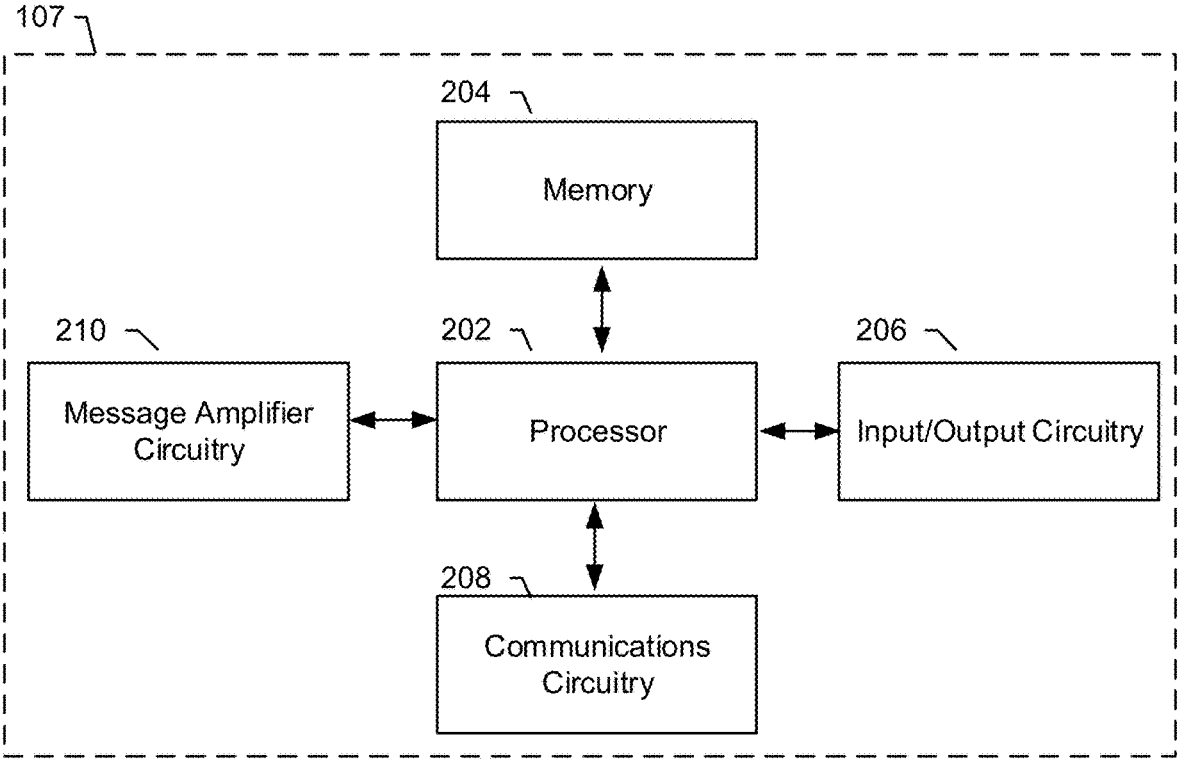 107
204
Memory
210
202
206
Message Amplifier
Circuitry
Processor
Input/Output Circuitry
208
Communications
Circuitry